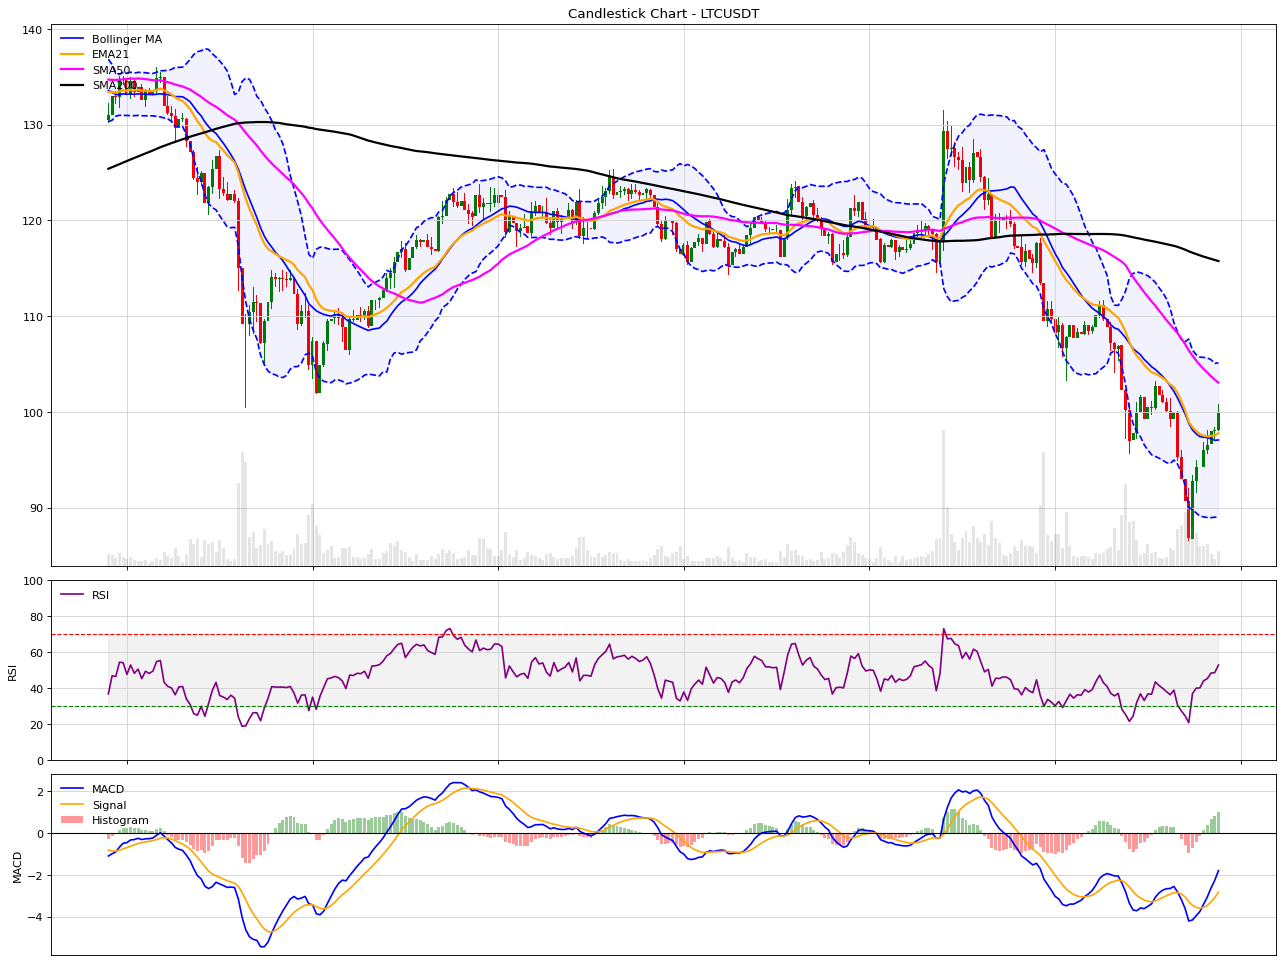 Candlestick Chart - LTCUSDT
140
130
120
110
100
90
Bollinger MA
EMA21
SMA50
SMA200
100
80
60
40
20
0
RSI
RSI
2
0
−2
−4
MACD
MACD
Signal
Histogram